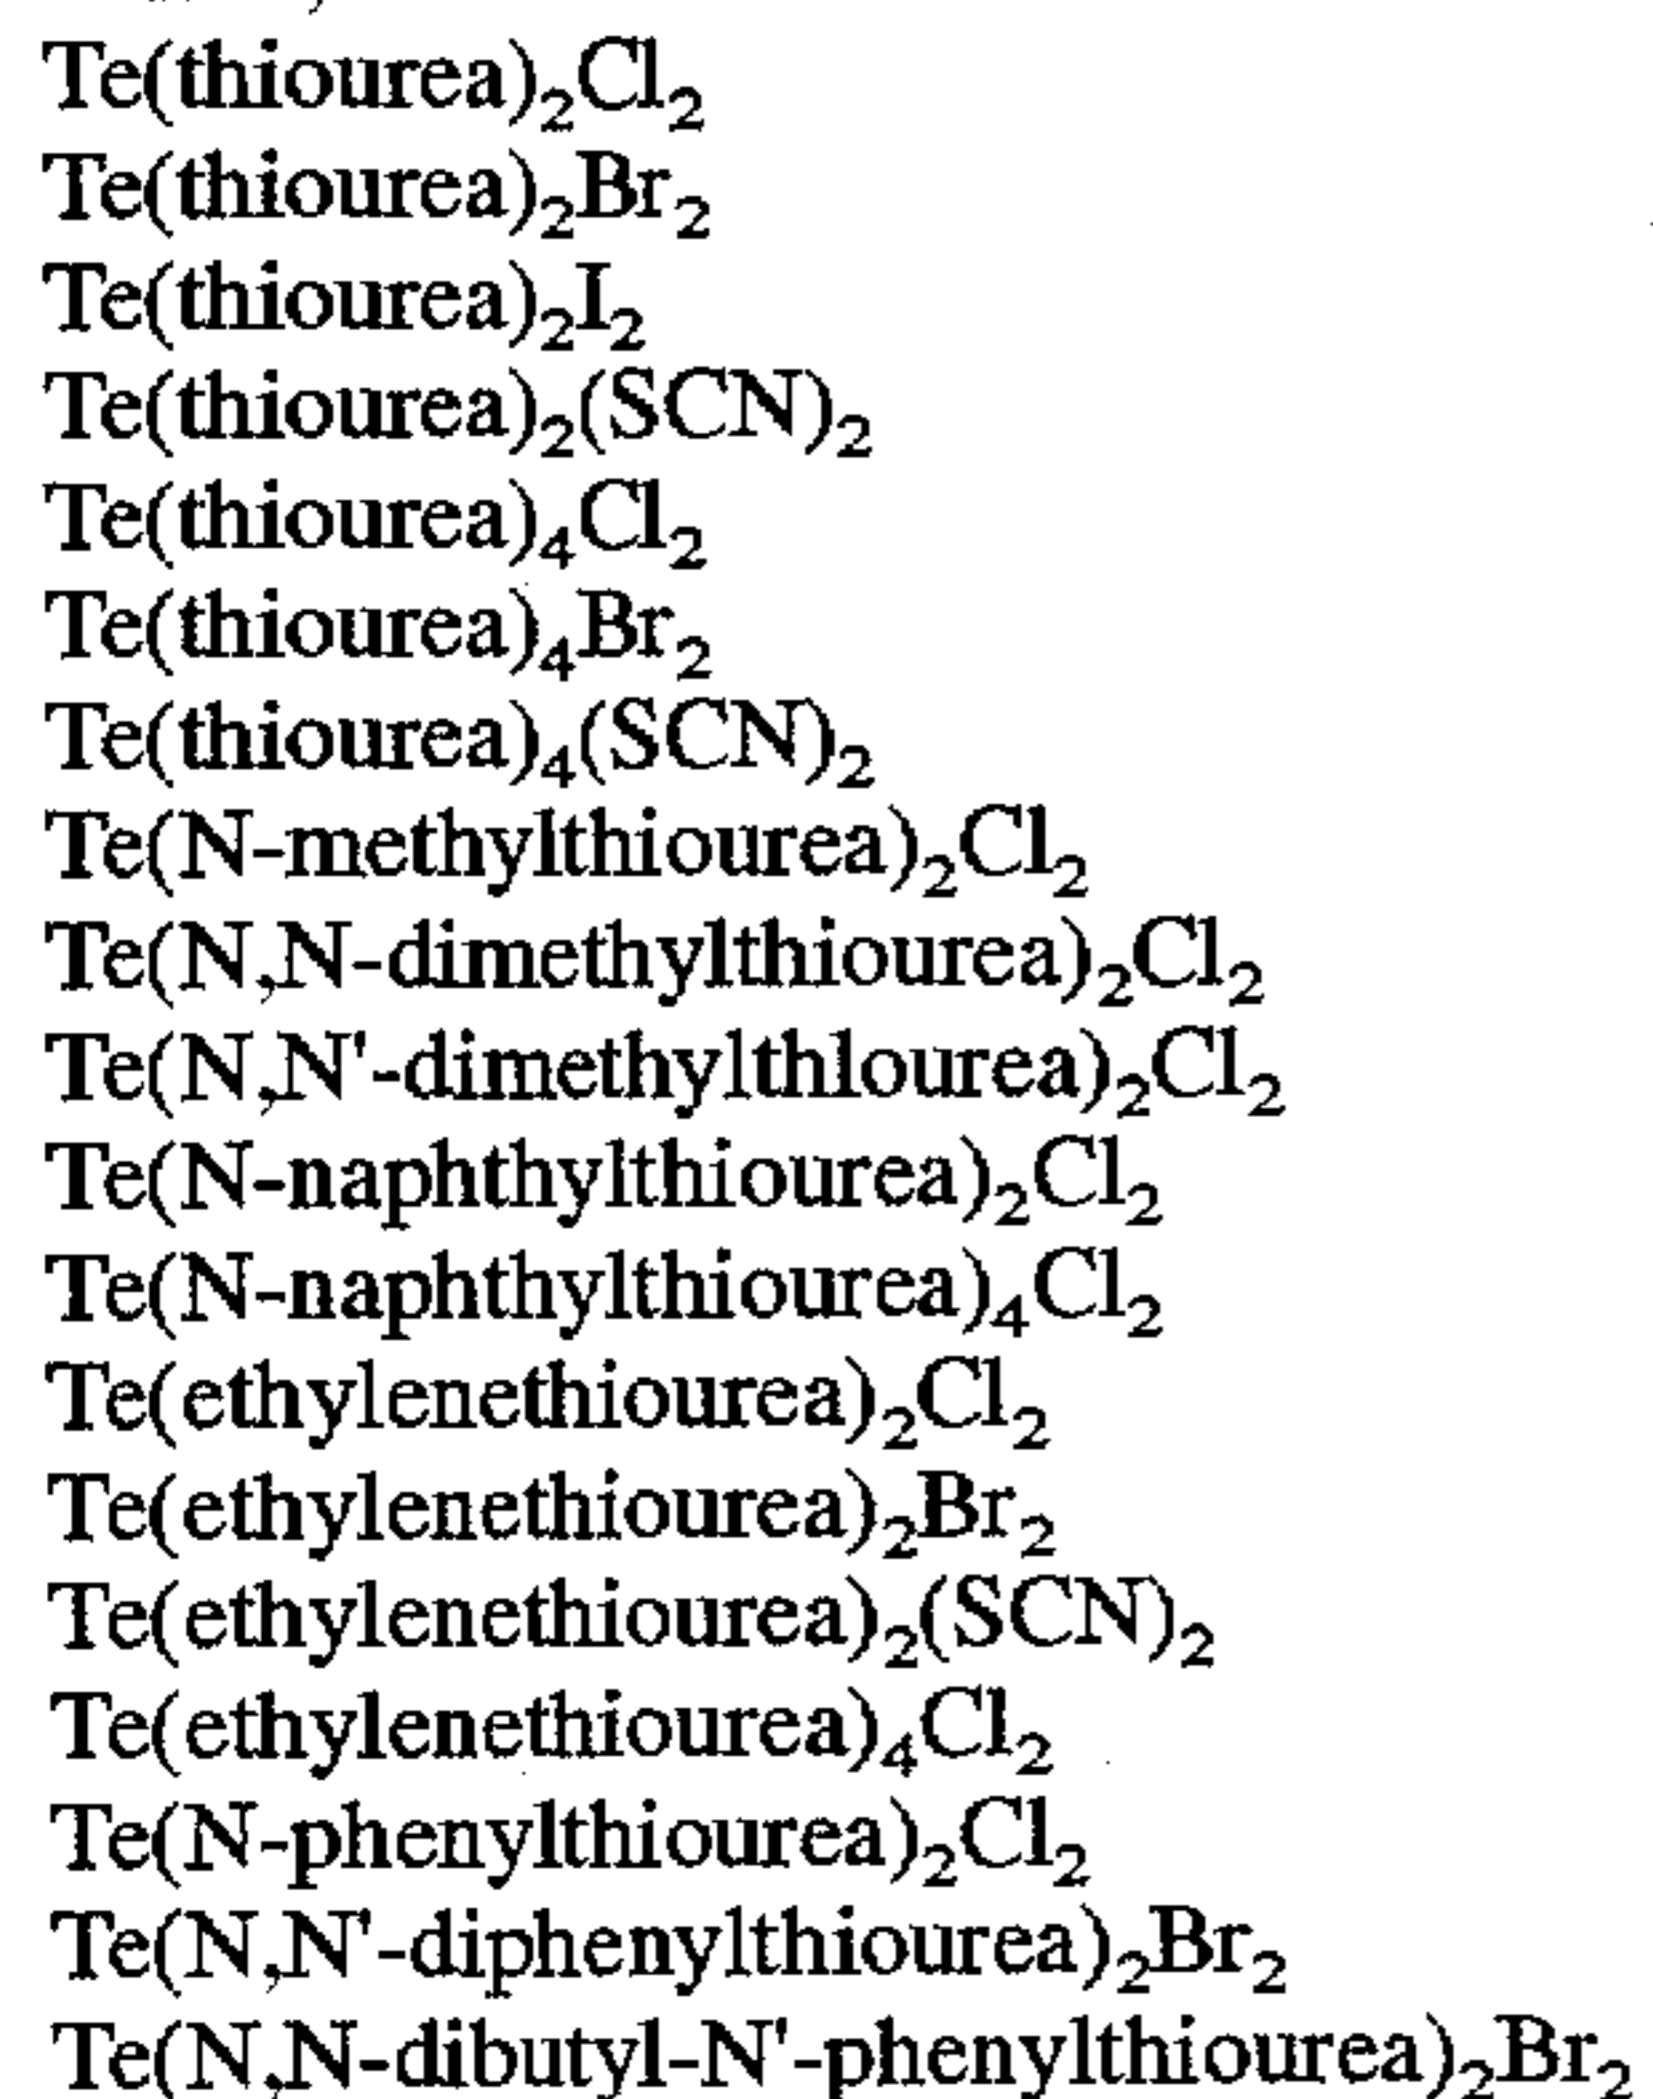 Te(thiourea)₂Cl₂
Te(thiourea)₂Br₂
Te(thiourea)₂I₂
Te(thiourea)₂(SCN)₂
Te(thiourea)₄Cl₂
Te(thiourea)₄Br₂
Te(thiourea)₄(SCN)₂
Te(N-methylthiourea)₂Cl₂
Te(N,N-dimethylthiourea)₂Cl₂
Te(N,N'-dimethylthlourea)₂Cl₂
Te(N-naphthylthiourea)₂Cl₂
Te(N-naphthylthiourea)₄Cl₂
Te(ethylenethiourea)₂Cl₂
Te(ethylenethiourea)₂Br₂
Te(ethylenethiourea)₂(SCN)₂
Te(ethylenethiourea)₄Cl₂
Te(N-phenylthiourea)₂Cl₂
Te(N,N'-diphenylthiourea)₂Br₂
Te(N,N-dibutyl-N'-phenylthiourea)₂Br₂